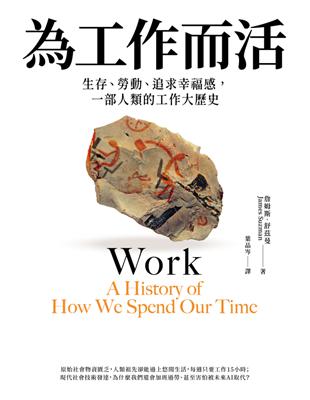 為工作而活
生存、勞動、追求幸福感，
一部人類的工作大歷史
詹姆斯．舒茲曼
James Suzman
著
葉品岑
譯
Work
A History of
How We Spend Our Time
原始社會物資匱乏，人類祖先卻能過上悠閒生活，每週只要工作15小時；
現代社會技術發達，為什麼我們還會加班過勞、甚至害怕被未來AI取代？